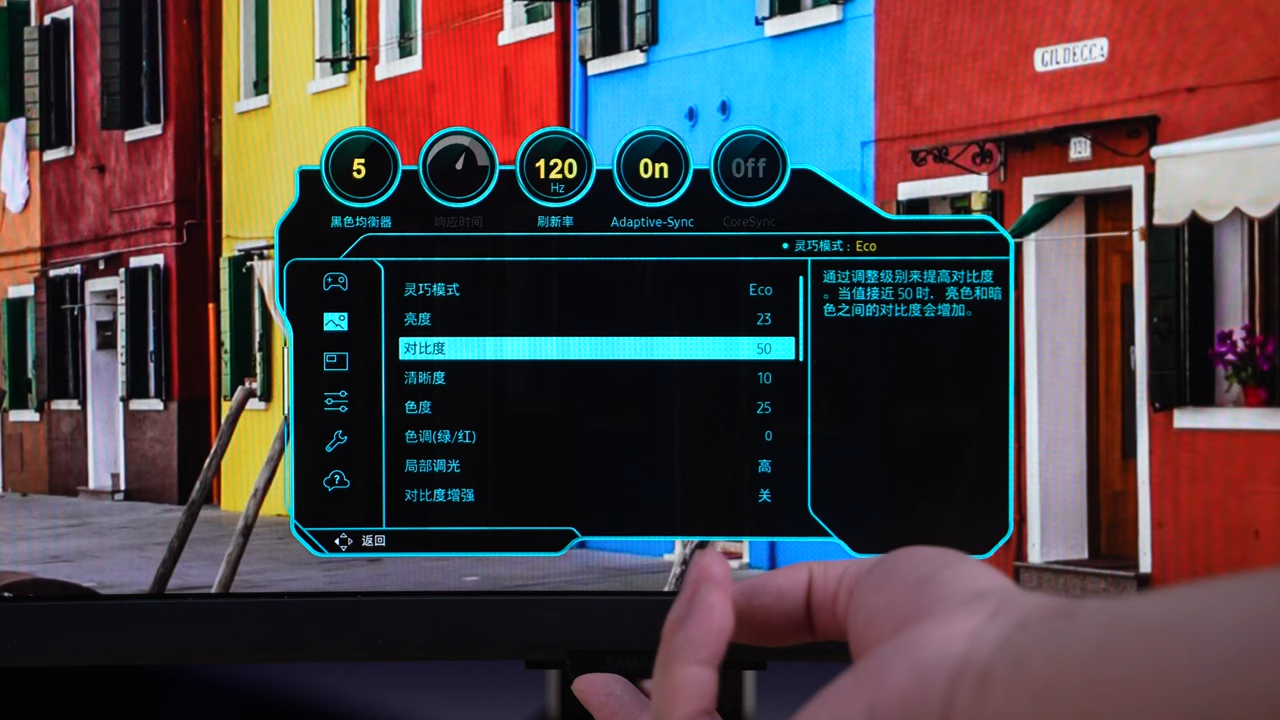 GIUDECCA
121
5
120
Hz
On
Off
黑色均衡器
响应时间
刷新率
Adaptive-Sync
CoreSync
灵巧模式 : Eco
灵巧模式 Eco
亮度 23
对比度 50
清晰度 10
色度 25
色调(绿/红) 0
局部调光 高
对比度增强 关
通过调整级别来提高对比度
。当值接近 50 时，亮色和暗
色之间的对比度会增加。
返回